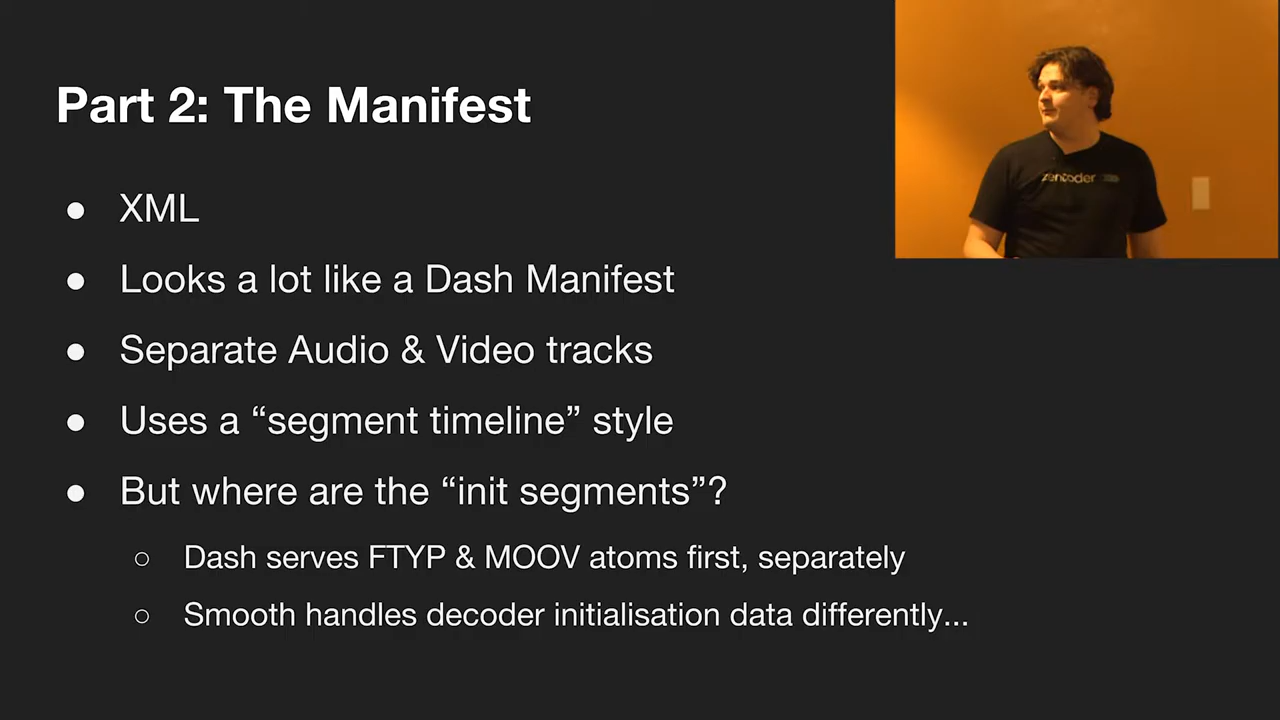 Part 2: The Manifest
● XML
● Looks a lot like a Dash Manifest
● Separate Audio & Video tracks
● Uses a “segment timeline” style
● But where are the “init segments”?
○ Dash serves FTYP & MOOV atoms first, separately
○ Smooth handles decoder initialisation data differently...
zencoder